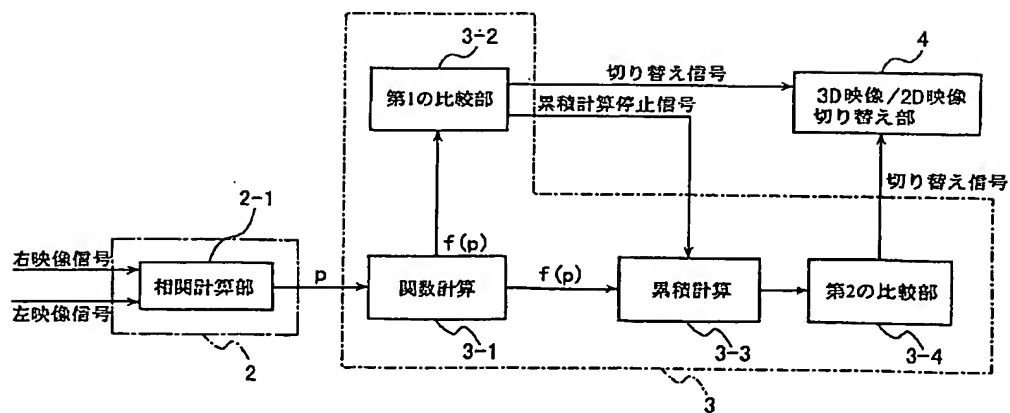 3-2
第1の比較部
切り替え信号
累積計算停止信号
4
3D映像/2D映像
切り替え部
切り替え信号
2-1
右映像信号
左映像信号
相関計算部
p
f(p)
関数計算
f(p)
累積計算
第2の比較部
2
3-1
3-3
3-4
3